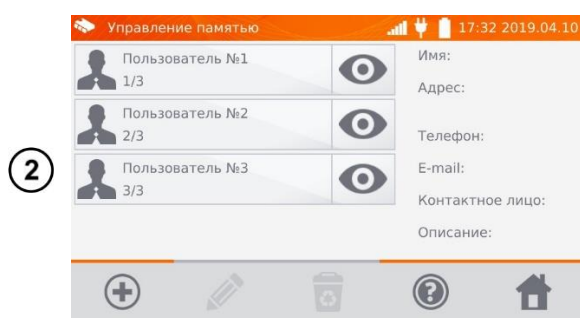 Управление памятью
17:32 2019.04.10
Пользователь №1
1/3
Пользователь №2
2/3
Пользователь №3
3/3
Имя:
Адрес:
Телефон:
E-mail:
Контактное лицо:
Описание:
2